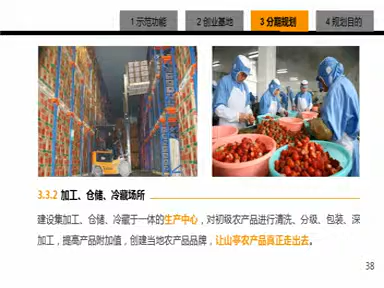 1 示范功能
2 创业基地
3 分期规划
4 规划目的
3.3.2 加工、仓储、冷藏场所
建设集加工、仓储、冷藏于一体的生产中心，对初级农产品进行清洗、分级、包装、深
加工，提高产品附加值，创建当地农产品品牌，让山亭农产品真正走出去。
38